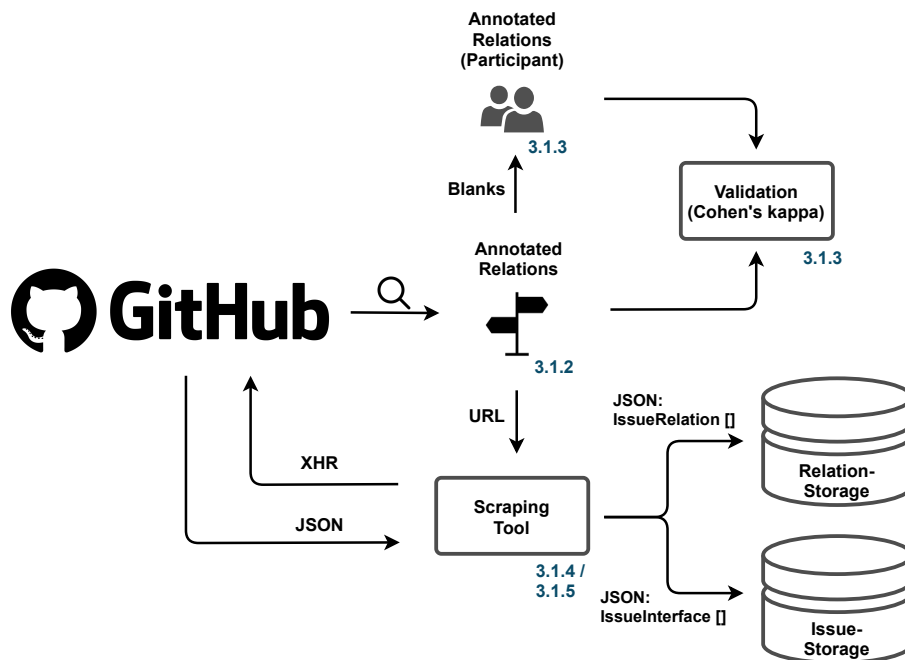 Annotated
Relations
(Participant)
3.1.3
Blanks
Validation
(Cohen's kappa)
3.1.3
Annotated
Relations
GitHub
3.1.2
URL
JSON:
IssueRelation []
XHR
Relation-
Storage
Scraping
Tool
JSON
3.1.4 /
3.1.5
JSON:
IssueInterface []
Issue-
Storage